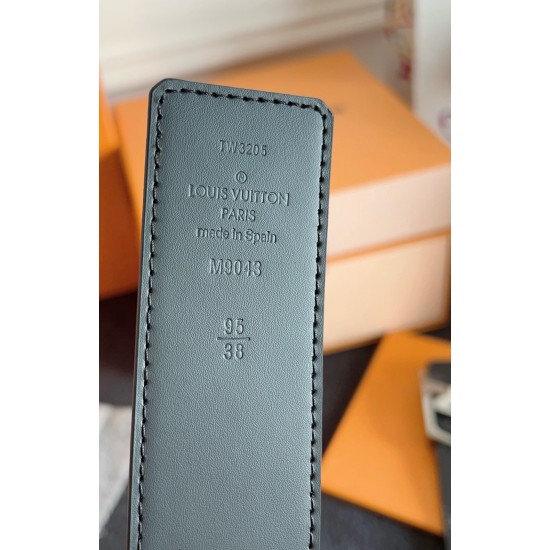 TW3205
®
LOUIS VUITTON
PARIS
made in Spain
M9043
95
38